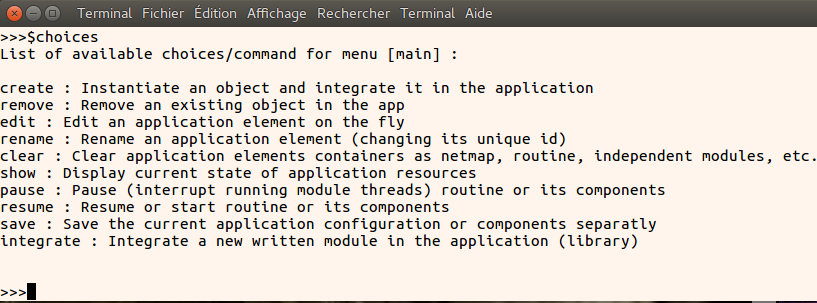 Terminal Fichier Édition Affichage Rechercher Terminal Aide
>>>$choices
List of available choices/command for menu [main] :
create : Instantiate an object and integrate it in the application
remove : Remove an existing object in the app
edit : Edit an application element on the fly
rename : Rename an application element (changing its unique id)
clear : Clear application elements containers as netmap, routine, independent modules, etc.
show : Display current state of application resources
pause : Pause (interrupt running module threads) routine or its components
resume : Resume or start routine or its components
save : Save the current application configuration or components separatly
integrate : Integrate a new written module in the application (library)
>>>